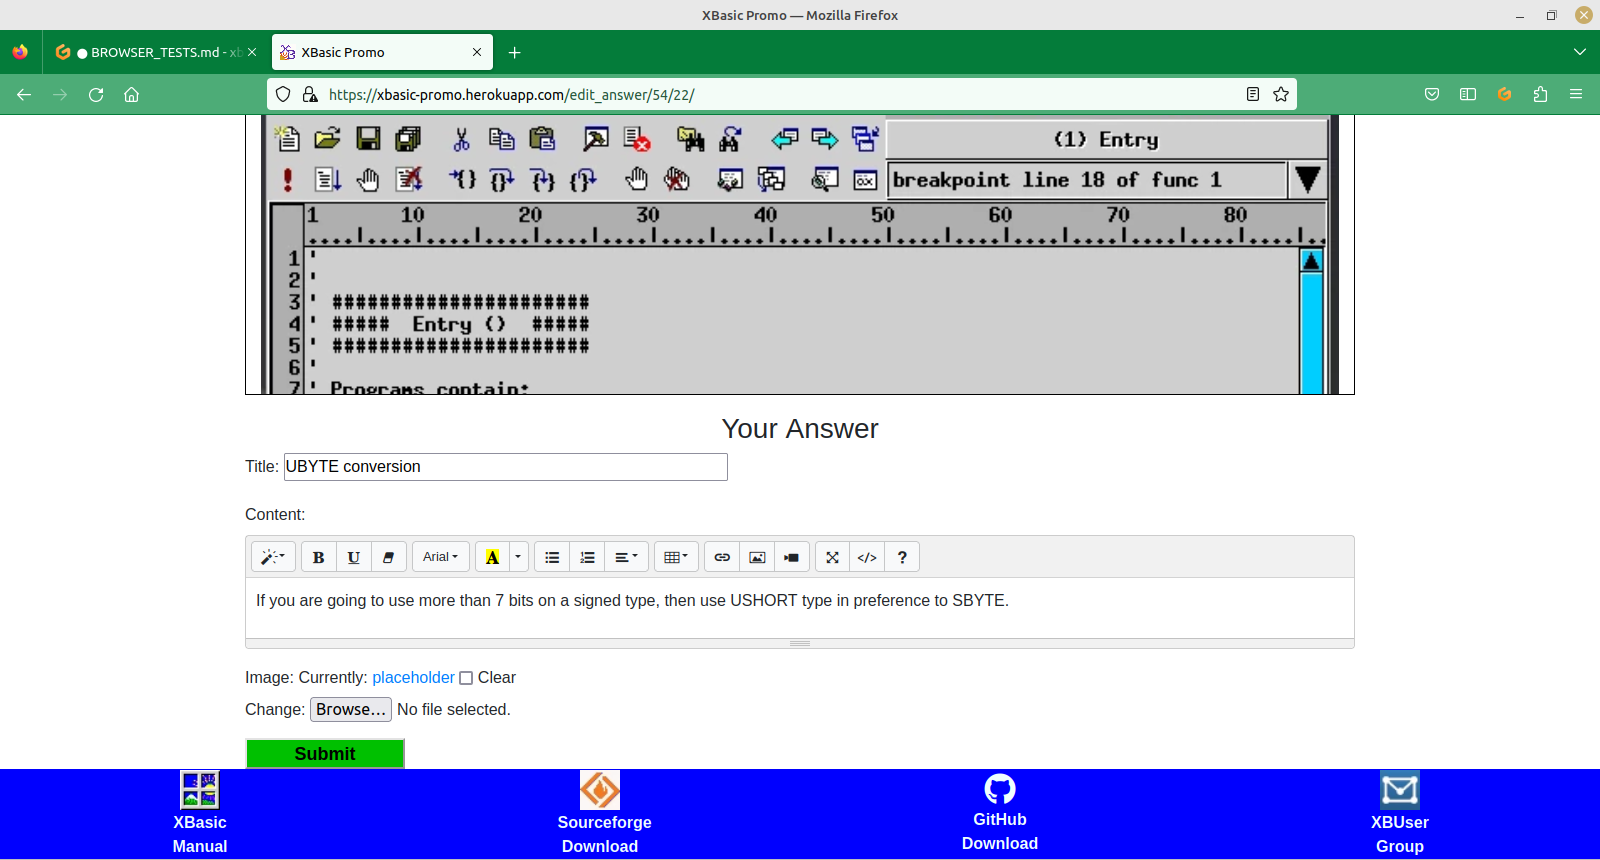 XBasic Promo — Mozilla Firefox
● BROWSER_TESTS.md - xb
XBasic Promo
https://xbasic-promo.herokuapp.com/edit_answer/54/22/
(1) Entry
breakpoint line 18 of func 1
1 10 20 30 40 50 60 70 80
1 '
2 '
3 ' ######################
4 ' ##### Entry () #####
5 ' ######################
6 '
7 ' Programs contain:
Your Answer
Title: UBYTE conversion
Content:
B U Arial A </> ?
If you are going to use more than 7 bits on a signed type, then use USHORT type in preference to SBYTE.
Image: Currently: placeholder Clear
Change: Browse... No file selected.
Submit
XBasic Manual
Sourceforge Download
GitHub Download
XBUser Group